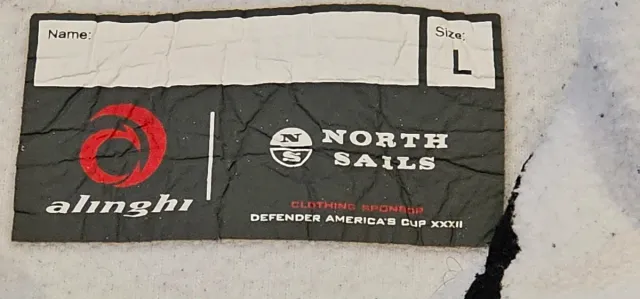 Name:
Size:
L
alinghi
N
S
NORTH
SAILS
CLOTHING SPONSOR
DEFENDER AMERICA'S CUP XXXII